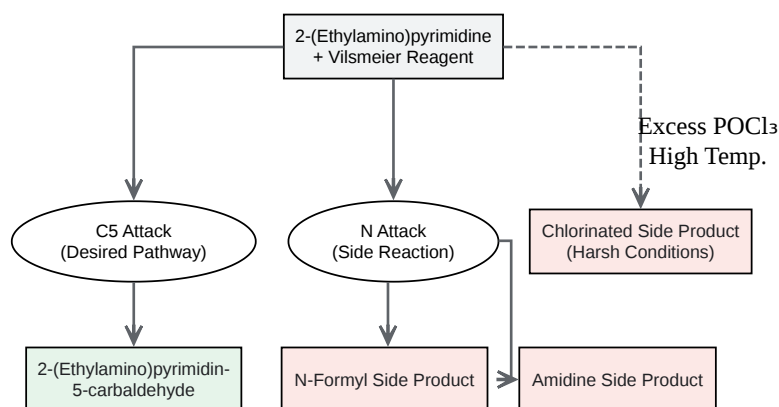 2-(Ethylamino)pyrimidine
+ Vilsmeier Reagent
Excess POCl₃
High Temp.
C5 Attack
(Desired Pathway)
N Attack
(Side Reaction)
Chlorinated Side Product
(Harsh Conditions)
2-(Ethylamino)pyrimidin-
5-carbaldehyde
N-Formyl Side Product
Amidine Side Product